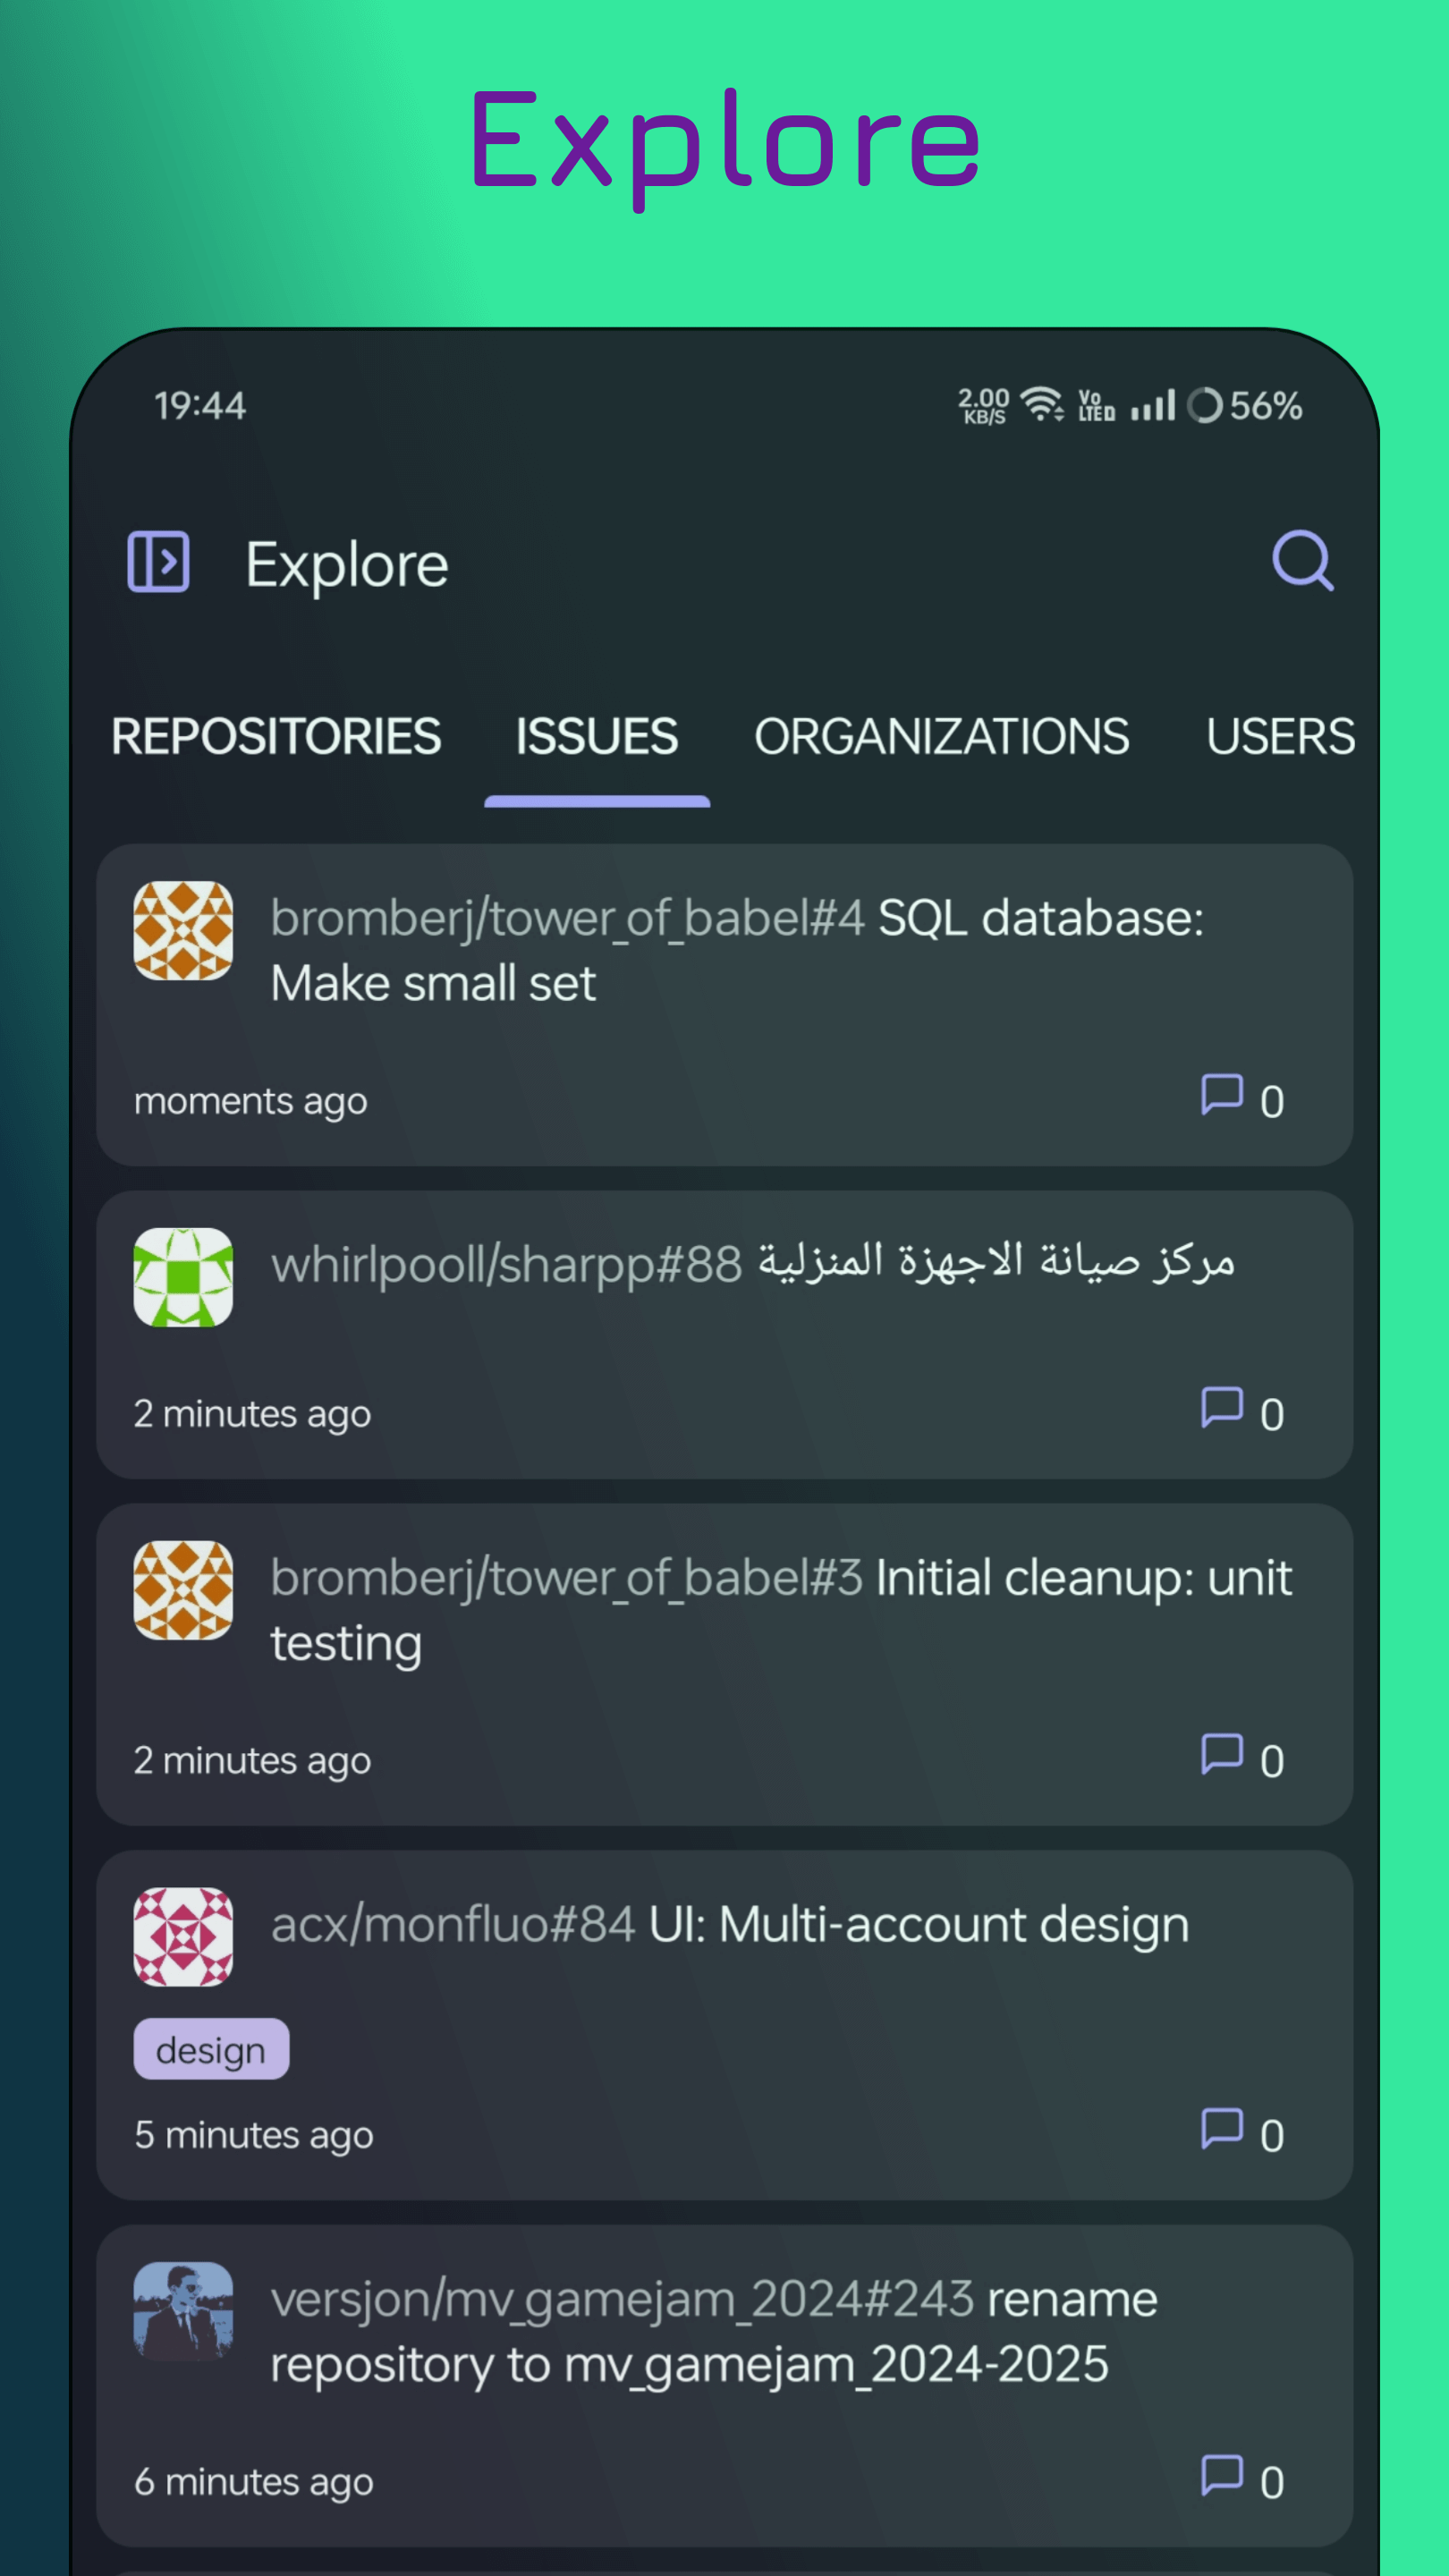 Explore
19:44
2.00
KB/S
Vo
LTED
56%
Explore
REPOSITORIES ISSUES ORGANIZATIONS USERS
bromberj/tower_of_babel#4 SQL database:
Make small set
moments ago
0
whirlpooll/sharpp#88 مركز صيانة الاجهزة المنزلية
2 minutes ago
0
bromberj/tower_of_babel#3 Initial cleanup: unit
testing
2 minutes ago
0
acx/monfluo#84 UI: Multi-account design
design
5 minutes ago
0
versjon/mv_gamejam_2024#243 rename
repository to mv_gamejam_2024-2025
6 minutes ago
0